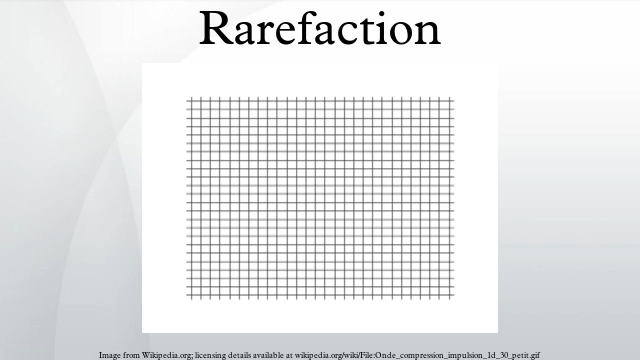 Rarefaction
Image from Wikipedia.org; licensing details available at wikipedia.org/wiki/File:Onde_compression_impulsion_1d_30_petit.gif